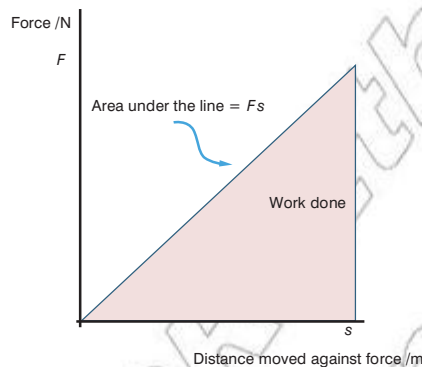 Force /N
F
Area under the line = Fs
Work done
s
Distance moved against force /m